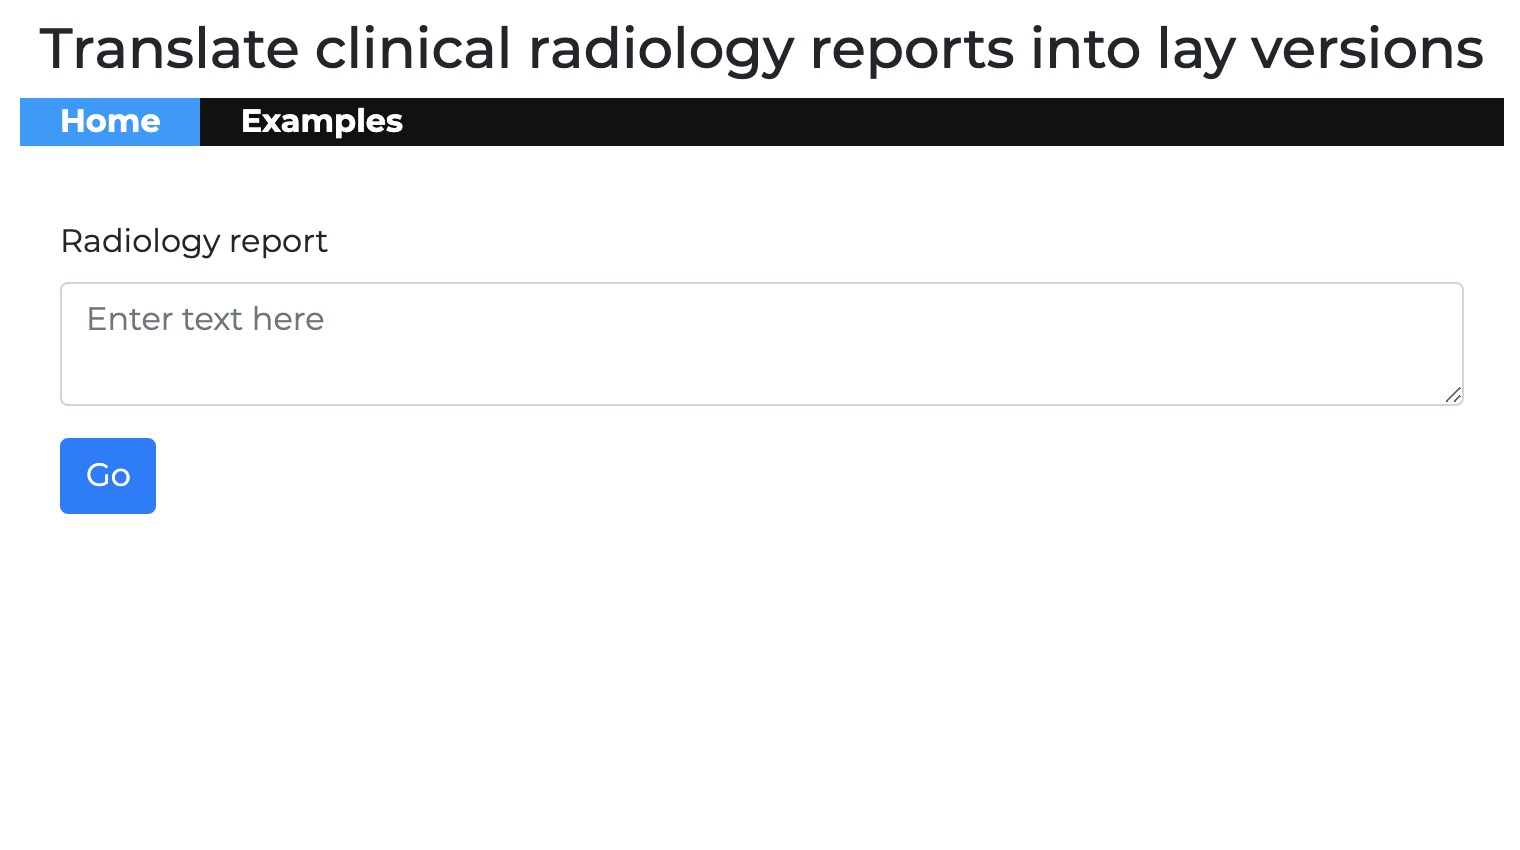 Translate clinical radiology reports into lay versions
Home Examples
Radiology report
Enter text here
Go